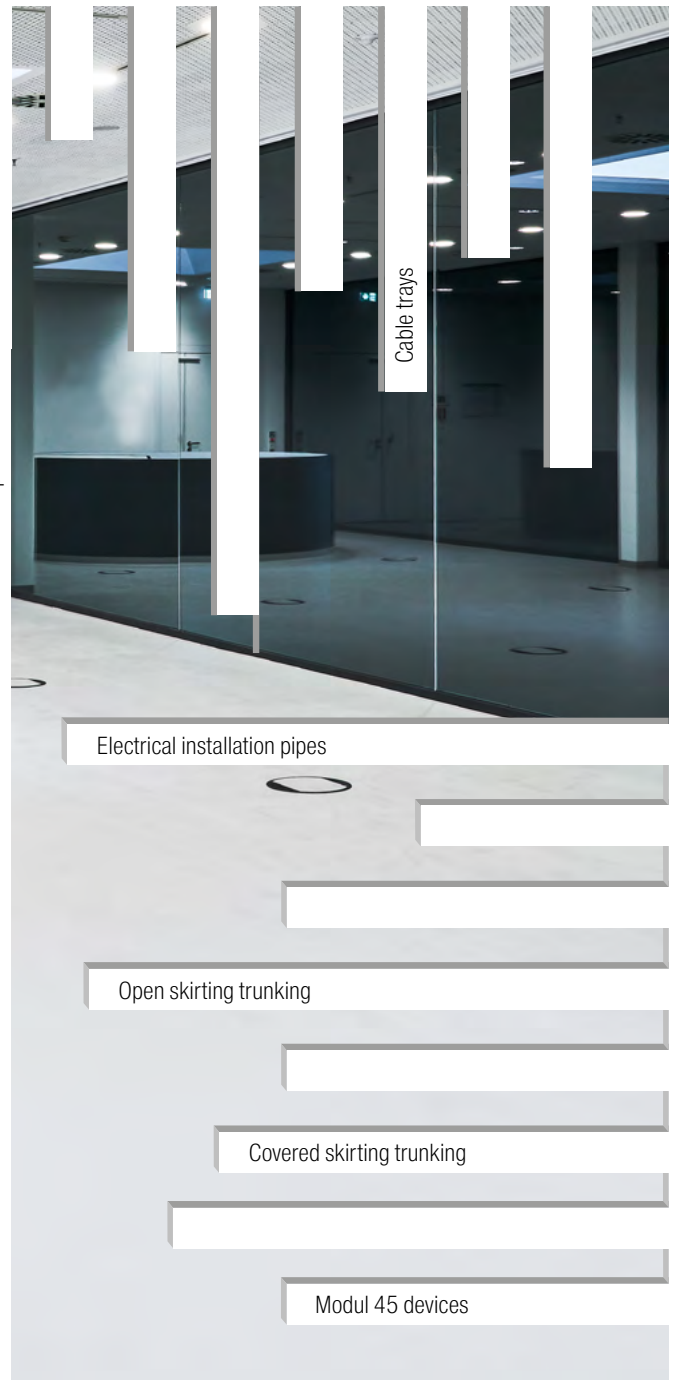 Cable trays
Electrical installation pipes
Open skirting trunking
Covered skirting trunking
Modul 45 devices